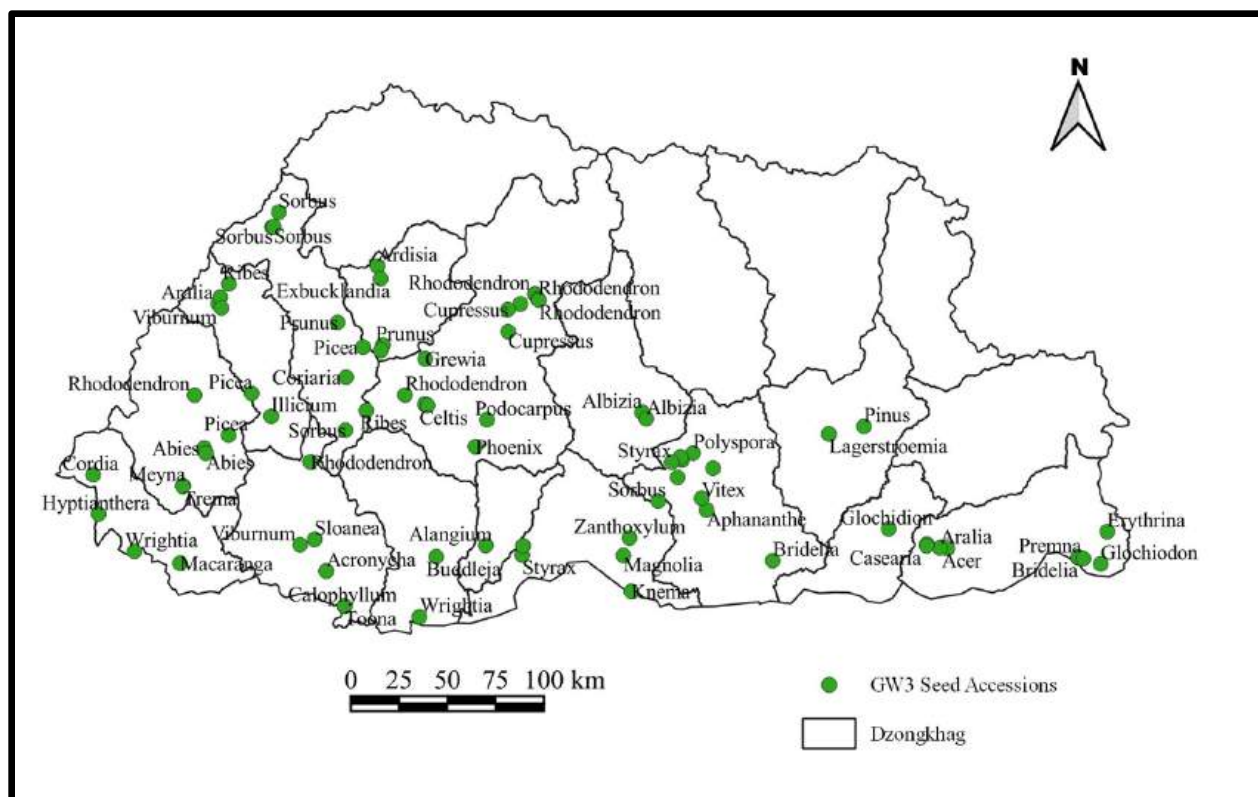 N
Sorbus
Sorbus Sorbus
Ardisia
Ribes
Rhododendron Rhododendron
Aralia
Exbucklandia
Cupressus Rhododendron
Viburnum
Prunus
Prunus
Cupressus
Picea
Grewia
Rhododendron Picea
Coriaria
Rhododendron
Albizia Albizia
Illicium
Ribes
Celtis
Podocarpus
Pinus
Picea
Sorbus
Lagerstroemia
Abies
Phoenix
Polyspora
Styrax
Abies
Rhododendron
Cordia
Meyna
Trema
Sorbus
Vitex
Hyptianthera
Aphananthe
Glochidion
Zanthoxylum
Sloanea
Viburnum
Alangium
Erythrina
Wrightia
Aralia
Premna
Casearia
Acer
Bridelia
Glochiodon
Macaranga
Acronycha
Buddleja
Styrax
Magnolia
Bridelia
Calophyllum
Knema
Wrightia
Toona
0 25 50 75 100 km
GW3 Seed Accessions
Dzongkhag